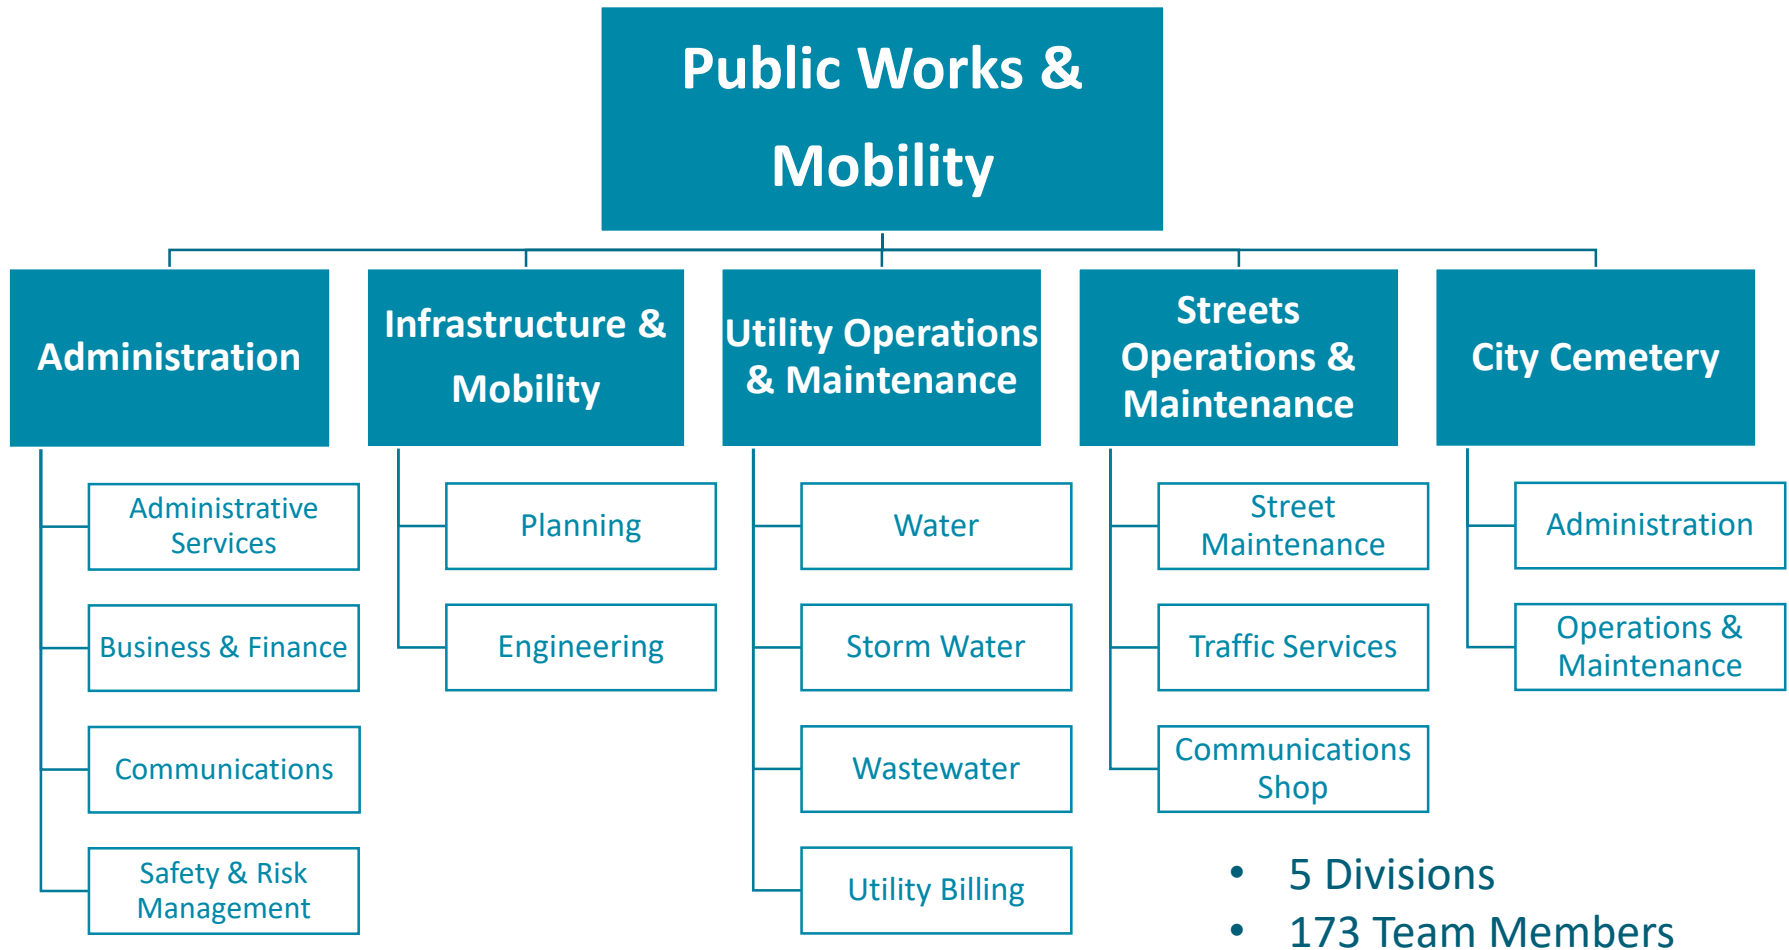 Public Works &
Mobility
Administration
Infrastructure &
Mobility
Utility Operations
& Maintenance
Streets
Operations &
Maintenance
City Cemetery
Administrative
Services
Business & Finance
Communications
Safety & Risk
Management
Planning
Engineering
Water
Storm Water
Wastewater
Utility Billing
Street
Maintenance
Traffic Services
Communications
Shop
Administration
Operations &
Maintenance
• 5 Divisions
• 173 Team Members